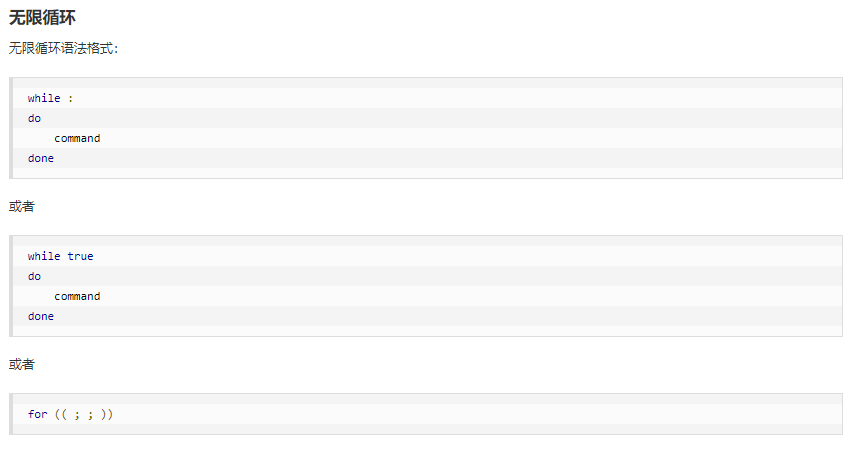 无限循环
无限循环语法格式:
while :
do
    command
done
或者
while true
do
    command
done
或者
for (( ; ; ))